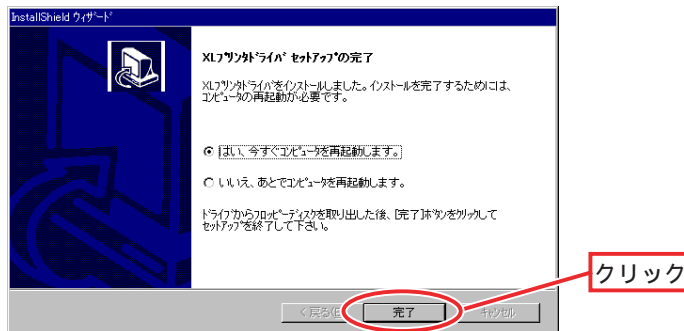 InstallShield ウィザード
XLプリンタドライバ セットアップの完了
XLプリンタドライバをインストールしました。インストールを完了するためには、
コンピュータの再起動が必要です。
はい、今すぐコンピュータを再起動します。
いいえ、あとでコンピュータを再起動します。
ドライブからフロッピーディスクを取り出した後、[完了]ボタンをクリックして
セットアップを終了して下さい。
クリック
< 戻る(B) 完了 キャンセル